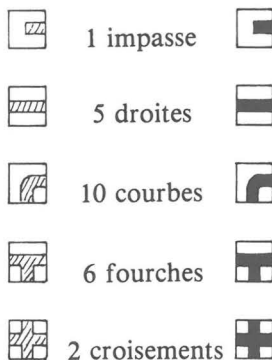 1 impasse
5 droites
10 courbes
6 fourches
2 croisements